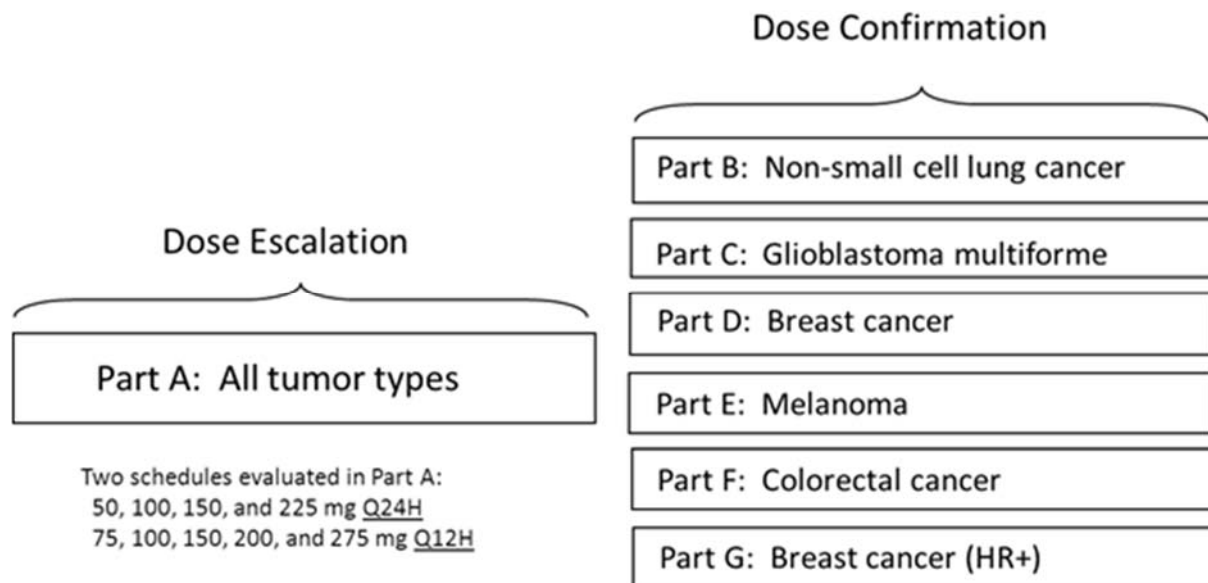 Dose Escalation
Part A: All tumor types
Two schedules evaluated in Part A:
50, 100, 150, and 225 mg Q24H
75, 100, 150, 200, and 275 mg Q12H
Dose Confirmation
Part B: Non-small cell lung cancer
Part C: Glioblastoma multiforme
Part D: Breast cancer
Part E: Melanoma
Part F: Colorectal cancer
Part G: Breast cancer (HR+)